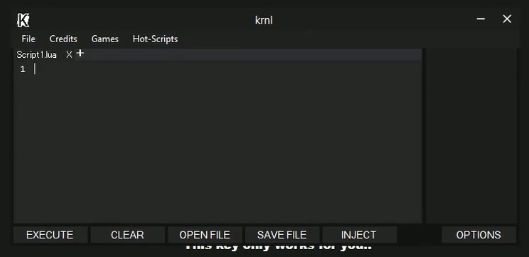 K
krnl
File Credits Games Hot-Scripts
Script1.lua X +
1
EXECUTE CLEAR OPEN FILE SAVE FILE INJECT OPTIONS
This key only works for you..